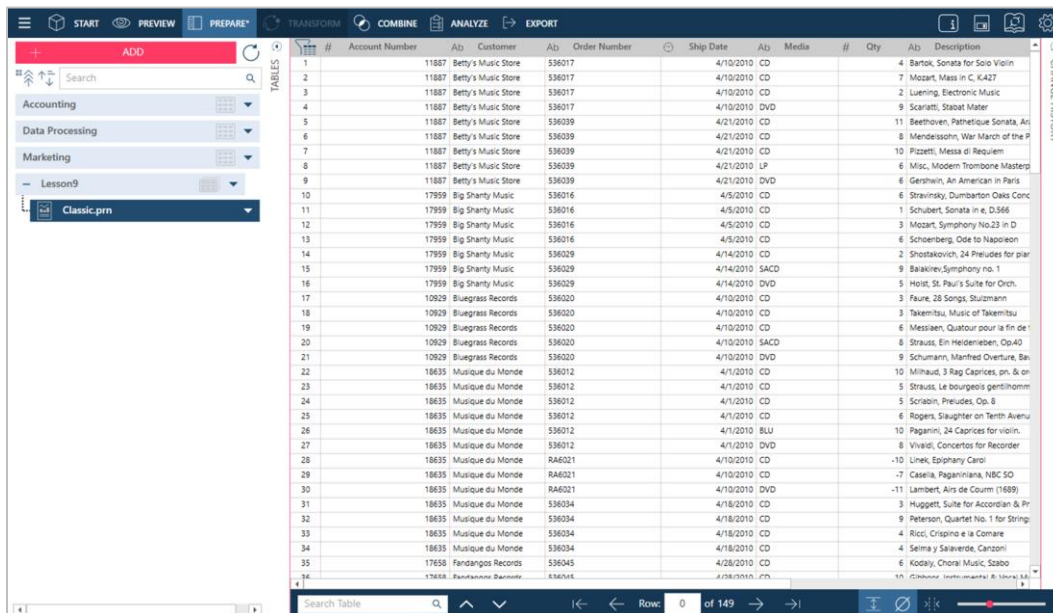 START PREVIEW PREPARE* TRANSFORM COMBINE ANALYZE EXPORT
+ ADD
Search
Accounting
Data Processing
Marketing
− Lesson9
Classic.prn
TABLES
# Account Number Ab Customer Ab Order Number Ship Date Ab Media # Qty Ab Description
1 11887 Betty's Music Store 536017 4/10/2010 CD 4 Bartok, Sonata for Solo Violin
2 11887 Betty's Music Store 536017 4/10/2010 CD 7 Mozart, Mass in C, K.427
3 11887 Betty's Music Store 536017 4/10/2010 CD 2 Luening, Electronic Music
4 11887 Betty's Music Store 536017 4/10/2010 DVD 9 Scarlatti, Stabat Mater
5 11887 Betty's Music Store 536039 4/21/2010 CD 11 Beethoven, Pathetique Sonata, Ar
6 11887 Betty's Music Store 536039 4/21/2010 CD 8 Mendelssohn, War March of the P
7 11887 Betty's Music Store 536039 4/21/2010 CD 10 Pizzetti, Messa di Requiem
8 11887 Betty's Music Store 536039 4/21/2010 LP 6 Misc., Modern Trombone Masterp
9 11887 Betty's Music Store 536039 4/21/2010 DVD 6 Gershwin, An American in Paris
10 17959 Big Shanty Music 536016 4/5/2010 CD 6 Stravinsky, Dumbarton Oaks Conc
11 17959 Big Shanty Music 536016 4/5/2010 CD 1 Schubert, Sonata in e, D.566
12 17959 Big Shanty Music 536016 4/5/2010 CD 3 Mozart, Symphony No.23 in D
13 17959 Big Shanty Music 536016 4/5/2010 CD 6 Schoenberg, Ode to Napoleon
14 17959 Big Shanty Music 536029 4/14/2010 CD 2 Shostakovich, 24 Preludes for pian
15 17959 Big Shanty Music 536029 4/14/2010 SACD 9 Balakirev,Symphony no. 1
16 17959 Big Shanty Music 536029 4/14/2010 DVD 5 Holst, St. Paul's Suite for Orch.
17 10929 Bluegrass Records 536020 4/10/2010 CD 3 Faure, 28 Songs, Stulzmann
18 10929 Bluegrass Records 536020 4/10/2010 CD 3 Takemitsu, Music of Takemitsu
19 10929 Bluegrass Records 536020 4/10/2010 CD 6 Messiaen, Quatour pour la fin de
20 10929 Bluegrass Records 536020 4/10/2010 SACD 8 Strauss, Ein Heldenleben, Op.40
21 10929 Bluegrass Records 536020 4/10/2010 DVD 9 Schumann, Manfred Overture, Bav
22 18635 Musique du Monde 536012 4/1/2010 CD 10 Milhaud, 3 Rag Caprices, pn. & or
23 18635 Musique du Monde 536012 4/1/2010 CD 5 Strauss, Le bourgeois gentilhomm
24 18635 Musique du Monde 536012 4/1/2010 CD 5 Scriabin, Preludes, Op. 8
25 18635 Musique du Monde 536012 4/1/2010 CD 6 Rogers, Slaughter on Tenth Avenu
26 18635 Musique du Monde 536012 4/1/2010 BLU 10 Paganini, 24 Caprices for violin.
27 18635 Musique du Monde 536012 4/1/2010 DVD 8 Vivaldi, Concertos for Recorder
28 18635 Musique du Monde RA6021 4/10/2010 CD -10 Linek, Epiphany Carol
29 18635 Musique du Monde RA6021 4/10/2010 CD -7 Casella, Paganiniana, NBC SO
30 18635 Musique du Monde RA6021 4/10/2010 DVD -11 Lambert, Airs de Courm (1689)
31 18635 Musique du Monde 536034 4/18/2010 CD 3 Huggett, Suite for Accordian & Pr
32 18635 Musique du Monde 536034 4/18/2010 CD 9 Peterson, Quartet No. 1 for String
33 18635 Musique du Monde 536034 4/18/2010 CD 4 Ricci, Crispino e la Comare
34 18635 Musique du Monde 536034 4/18/2010 CD 4 Selma y Salaverde, Canzoni
35 17658 Fandangos Records 536045 4/28/2010 CD 6 Kodaly, Choral Music, Szabo
36 17658 Fandangos Records 536045 4/28/2010 CD 10 Gibbons, Instrumental & Vocal M
Search Table Row: 0 of 149